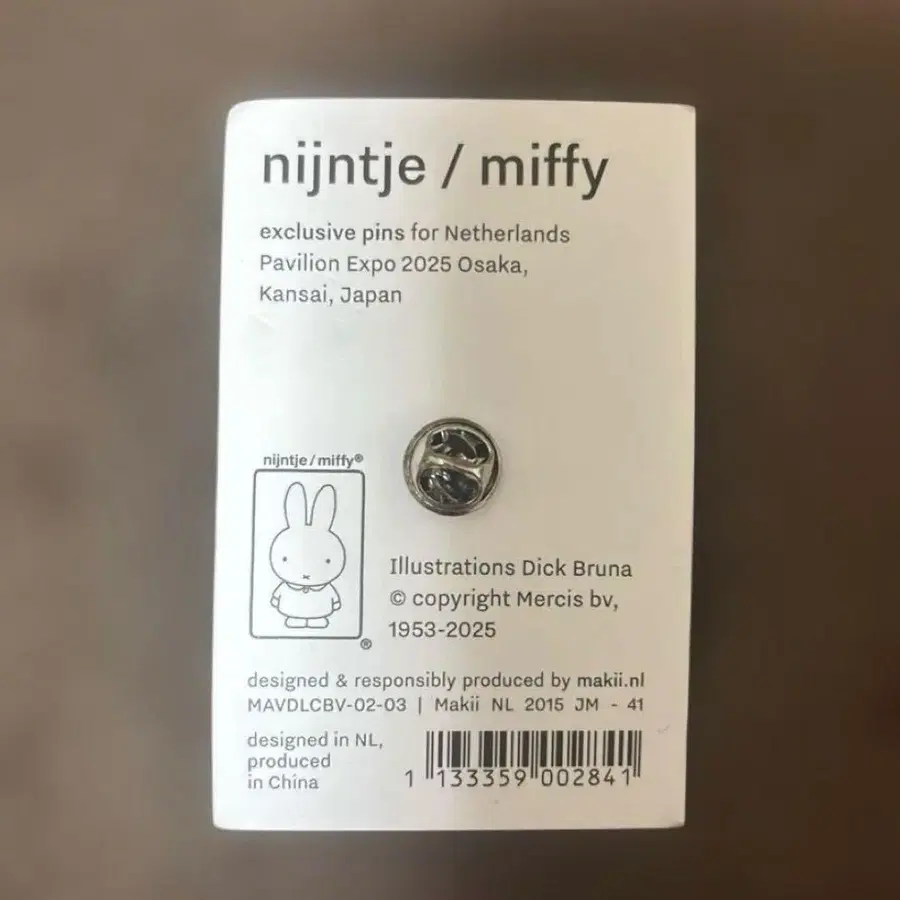 nijntje / miffy
exclusive pins for Netherlands
Pavilion Expo 2025 Osaka,
Kansai, Japan
nijntje/miffy®
®
Illustrations Dick Bruna
© copyright Mercis bv,
1953-2025
designed & responsibly produced by makii.nl
MAVDLCBV-02-03 | Makii NL 2015 JM - 41
designed in NL,
produced
in China
1 133359 002841